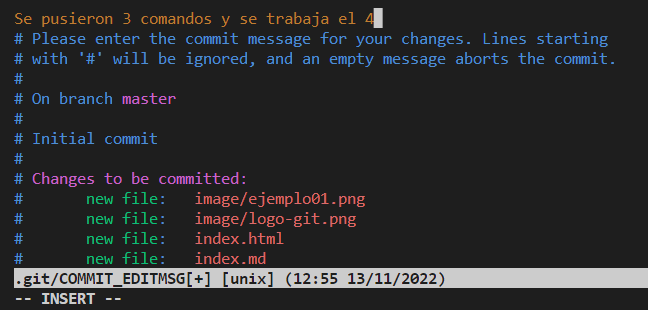 Se pusieron 3 comandos y se trabaja el 4
# Please enter the commit message for your changes. Lines starting
# with '#' will be ignored, and an empty message aborts the commit.
#
# On branch master
#
# Initial commit
#
# Changes to be committed:
#       new file:   image/ejemplo01.png
#       new file:   image/logo-git.png
#       new file:   index.html
#       new file:   index.md
.git/COMMIT_EDITMSG[+] [unix] (12:55 13/11/2022)
-- INSERT --